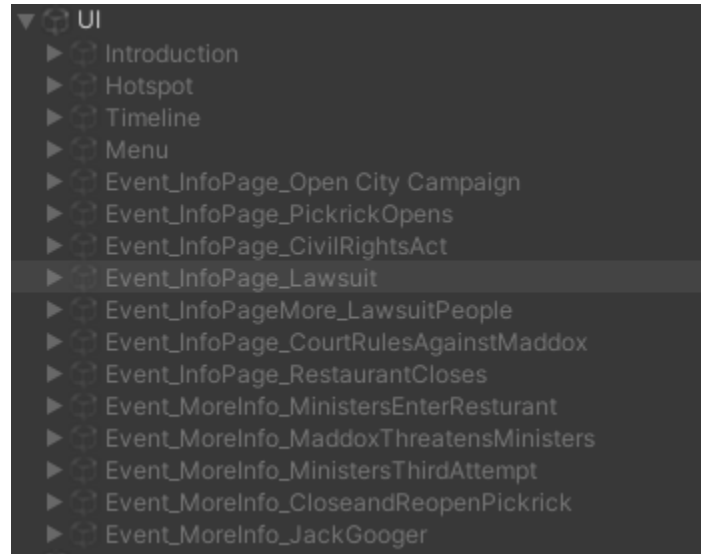 UI
Introduction
Hotspot
Timeline
Menu
Event_InfoPage_Open City Campaign
Event_InfoPage_PickrickOpens
Event_InfoPage_CivilRightsAct
Event_InfoPage_Lawsuit
Event_InfoPageMore_LawsuitPeople
Event_InfoPage_CourtRulesAgainstMaddox
Event_InfoPage_RestaurantCloses
Event_MoreInfo_MinistersEnterResturant
Event_MoreInfo_MaddoxThreatensMinisters
Event_MoreInfo_MinistersThirdAttempt
Event_MoreInfo_CloseandReopenPickrick
Event_MoreInfo_JackGooger